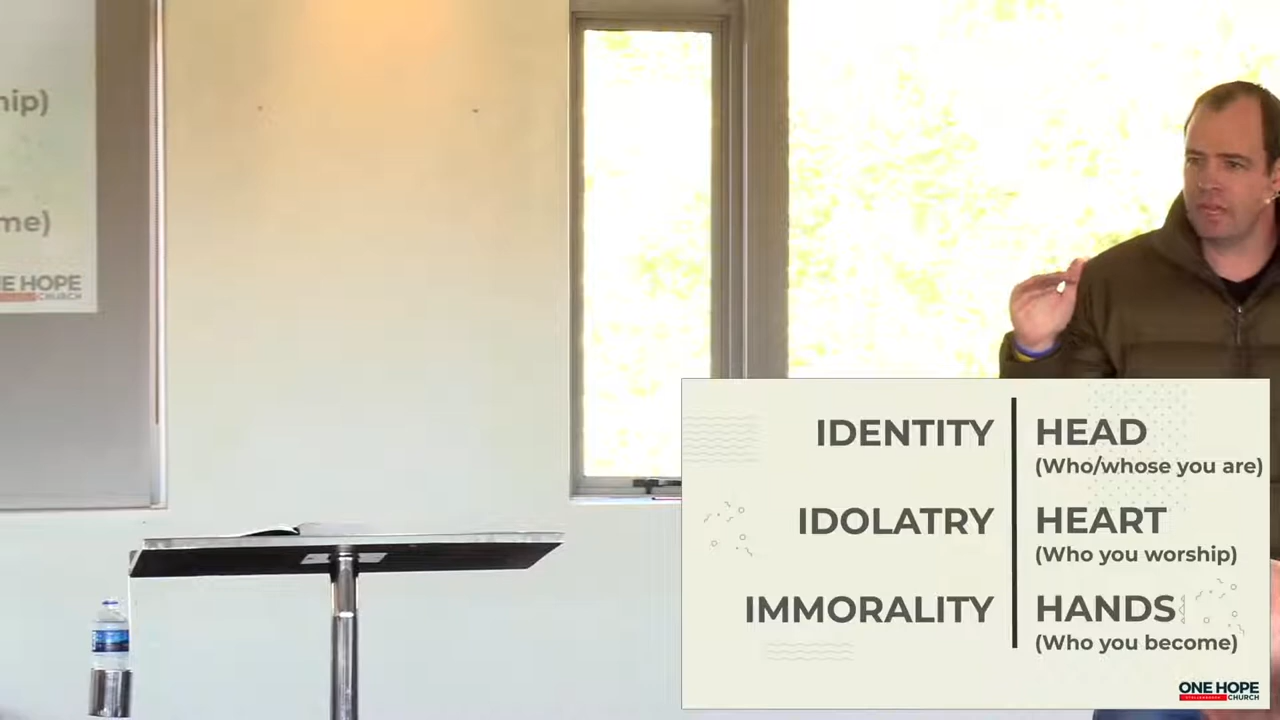 hip)
me)
E HOPE
CHURCH
IDENTITY
HEAD
(Who/whose you are)
IDOLATRY
HEART
(Who you worship)
IMMORALITY
HANDS
(Who you become)
ONE HOPE
CHURCH